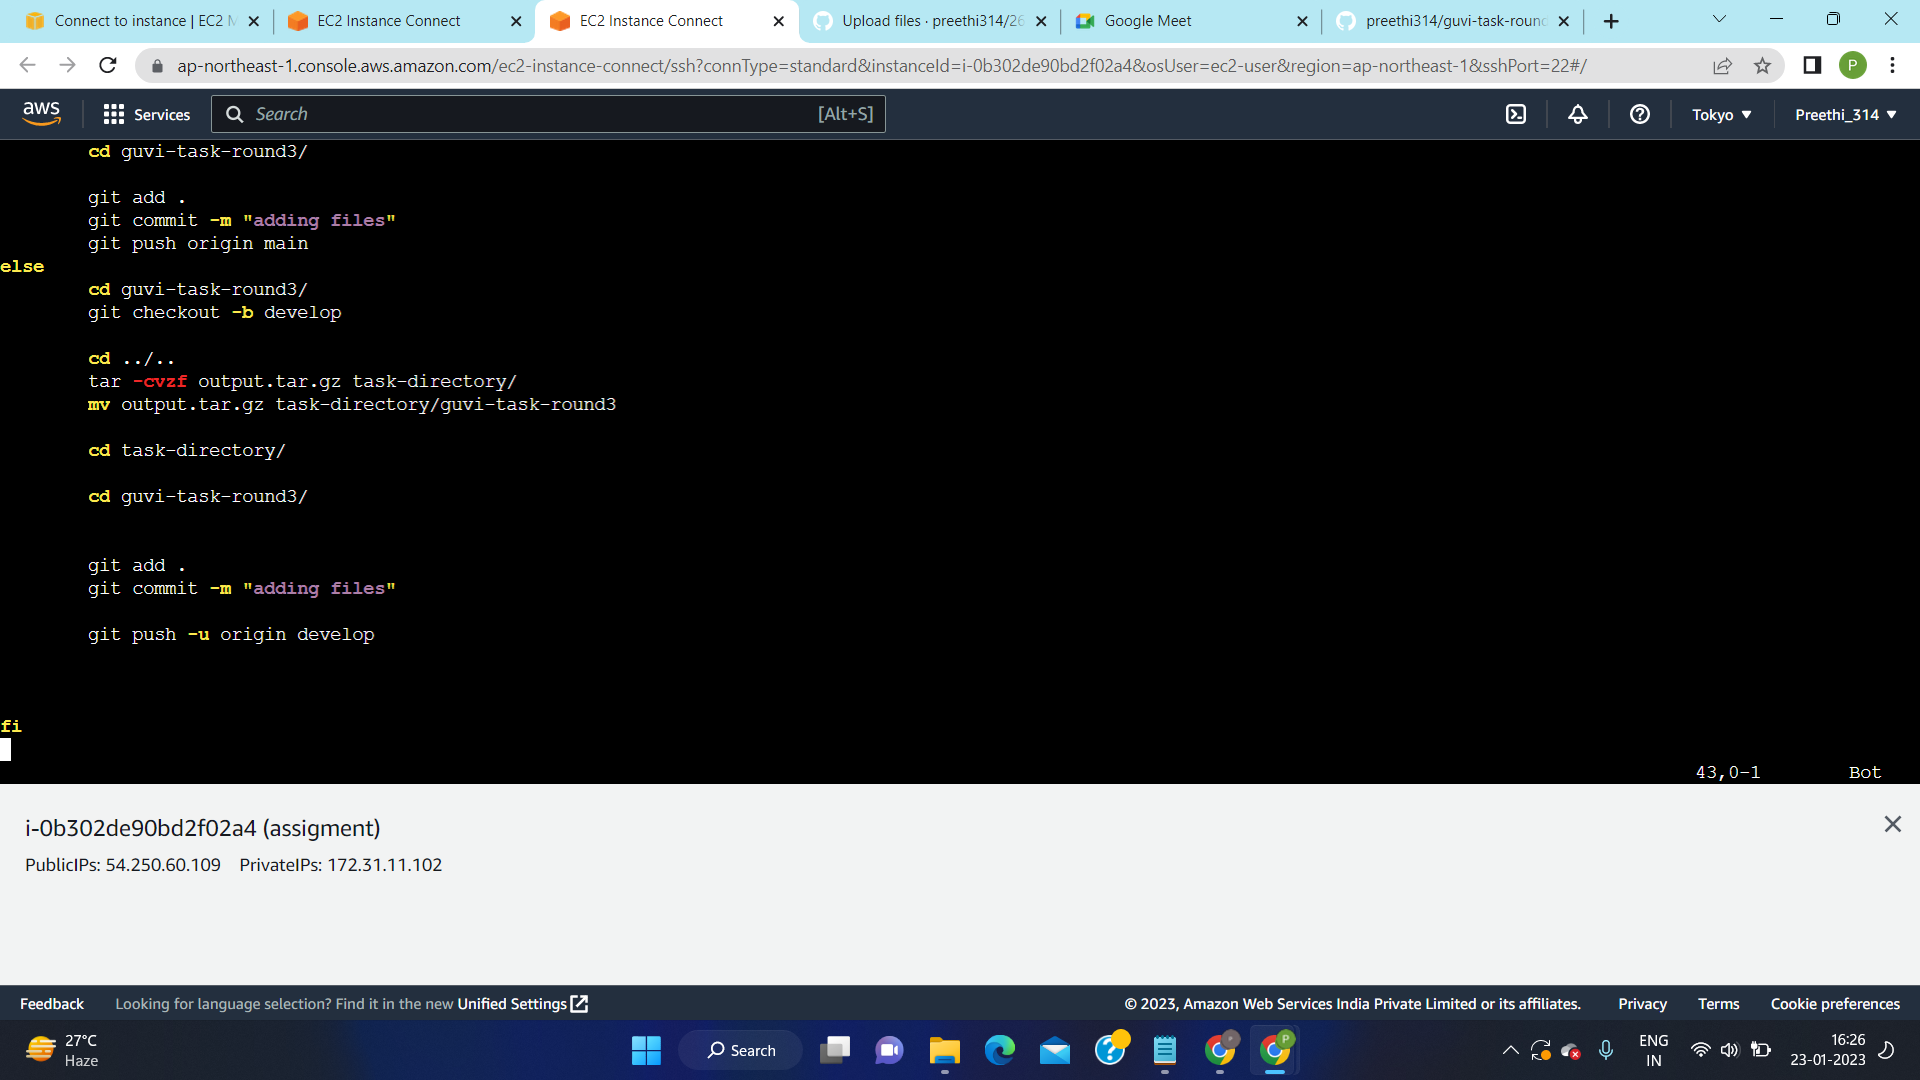 Connect to instance | EC2 M
EC2 Instance Connect
EC2 Instance Connect
Upload files · preethi314/26
Google Meet
preethi314/guvi-task-round
ap-northeast-1.console.aws.amazon.com/ec2-instance-connect/ssh?connType=standard&instanceId=i-0b302de90bd2f02a4&osUser=ec2-user&region=ap-northeast-1&sshPort=22#/
P
aws
Services
Search
[Alt+S]
Tokyo ▼
Preethi_314 ▼
cd guvi-task-round3/
git add .
git commit -m "adding files"
git push origin main
else
cd guvi-task-round3/
git checkout -b develop
cd ../..
tar -cvzf output.tar.gz task-directory/
mv output.tar.gz task-directory/guvi-task-round3
cd task-directory/
cd guvi-task-round3/
git add .
git commit -m "adding files"
git push -u origin develop
fi
43,0-1 Bot
i-0b302de90bd2f02a4 (assigment)
PublicIPs: 54.250.60.109 PrivateIPs: 172.31.11.102
Feedback
Looking for language selection? Find it in the new Unified Settings
© 2023, Amazon Web Services India Private Limited or its affiliates.
Privacy
Terms
Cookie preferences
27°C
Haze
Search
P
P
ENG
IN
16:26
23-01-2023